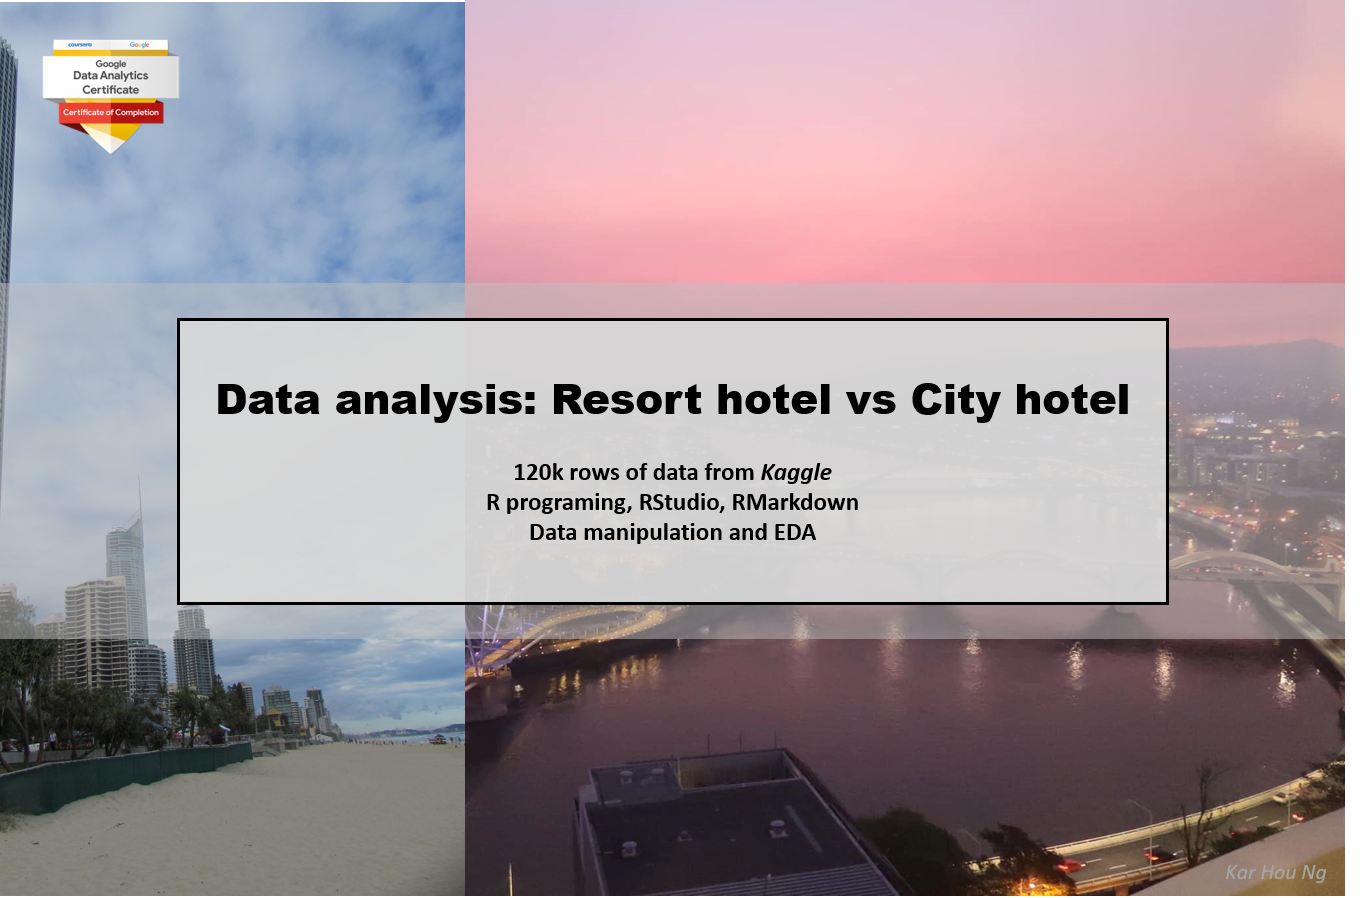 coursera Google
Google
Data Analytics
Certificate
Certificate of Completion
Data analysis: Resort hotel vs City hotel
120k rows of data from Kaggle
R programing, RStudio, RMarkdown
Data manipulation and EDA
Kar Hou Ng